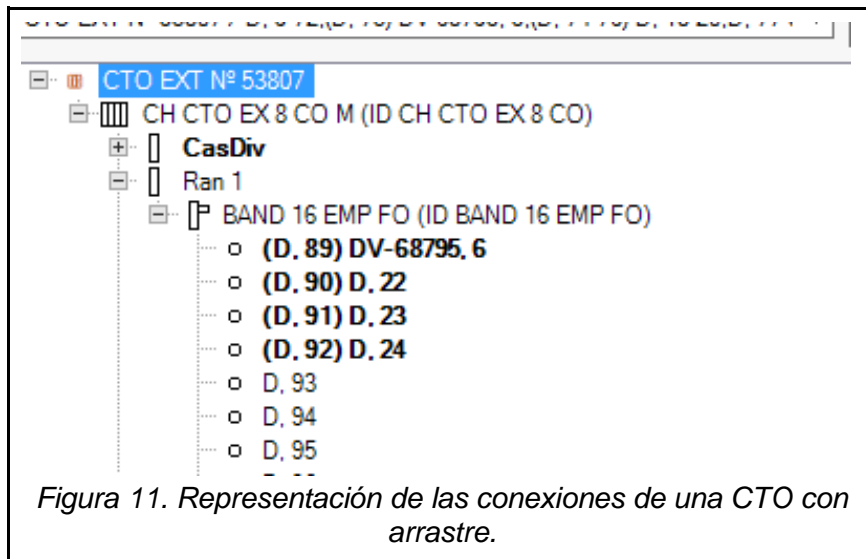 CTO EXT Nº 53807
CH CTO EX 8 CO M (ID CH CTO EX 8 CO)
CasDiv
Ran 1
BAND 16 EMP FO (ID BAND 16 EMP FO)
(D, 89) DV-68795, 6
(D, 90) D, 22
(D, 91) D, 23
(D, 92) D, 24
D, 93
D, 94
D, 95
Figura 11. Representación de las conexiones de una CTO con
arrastre.